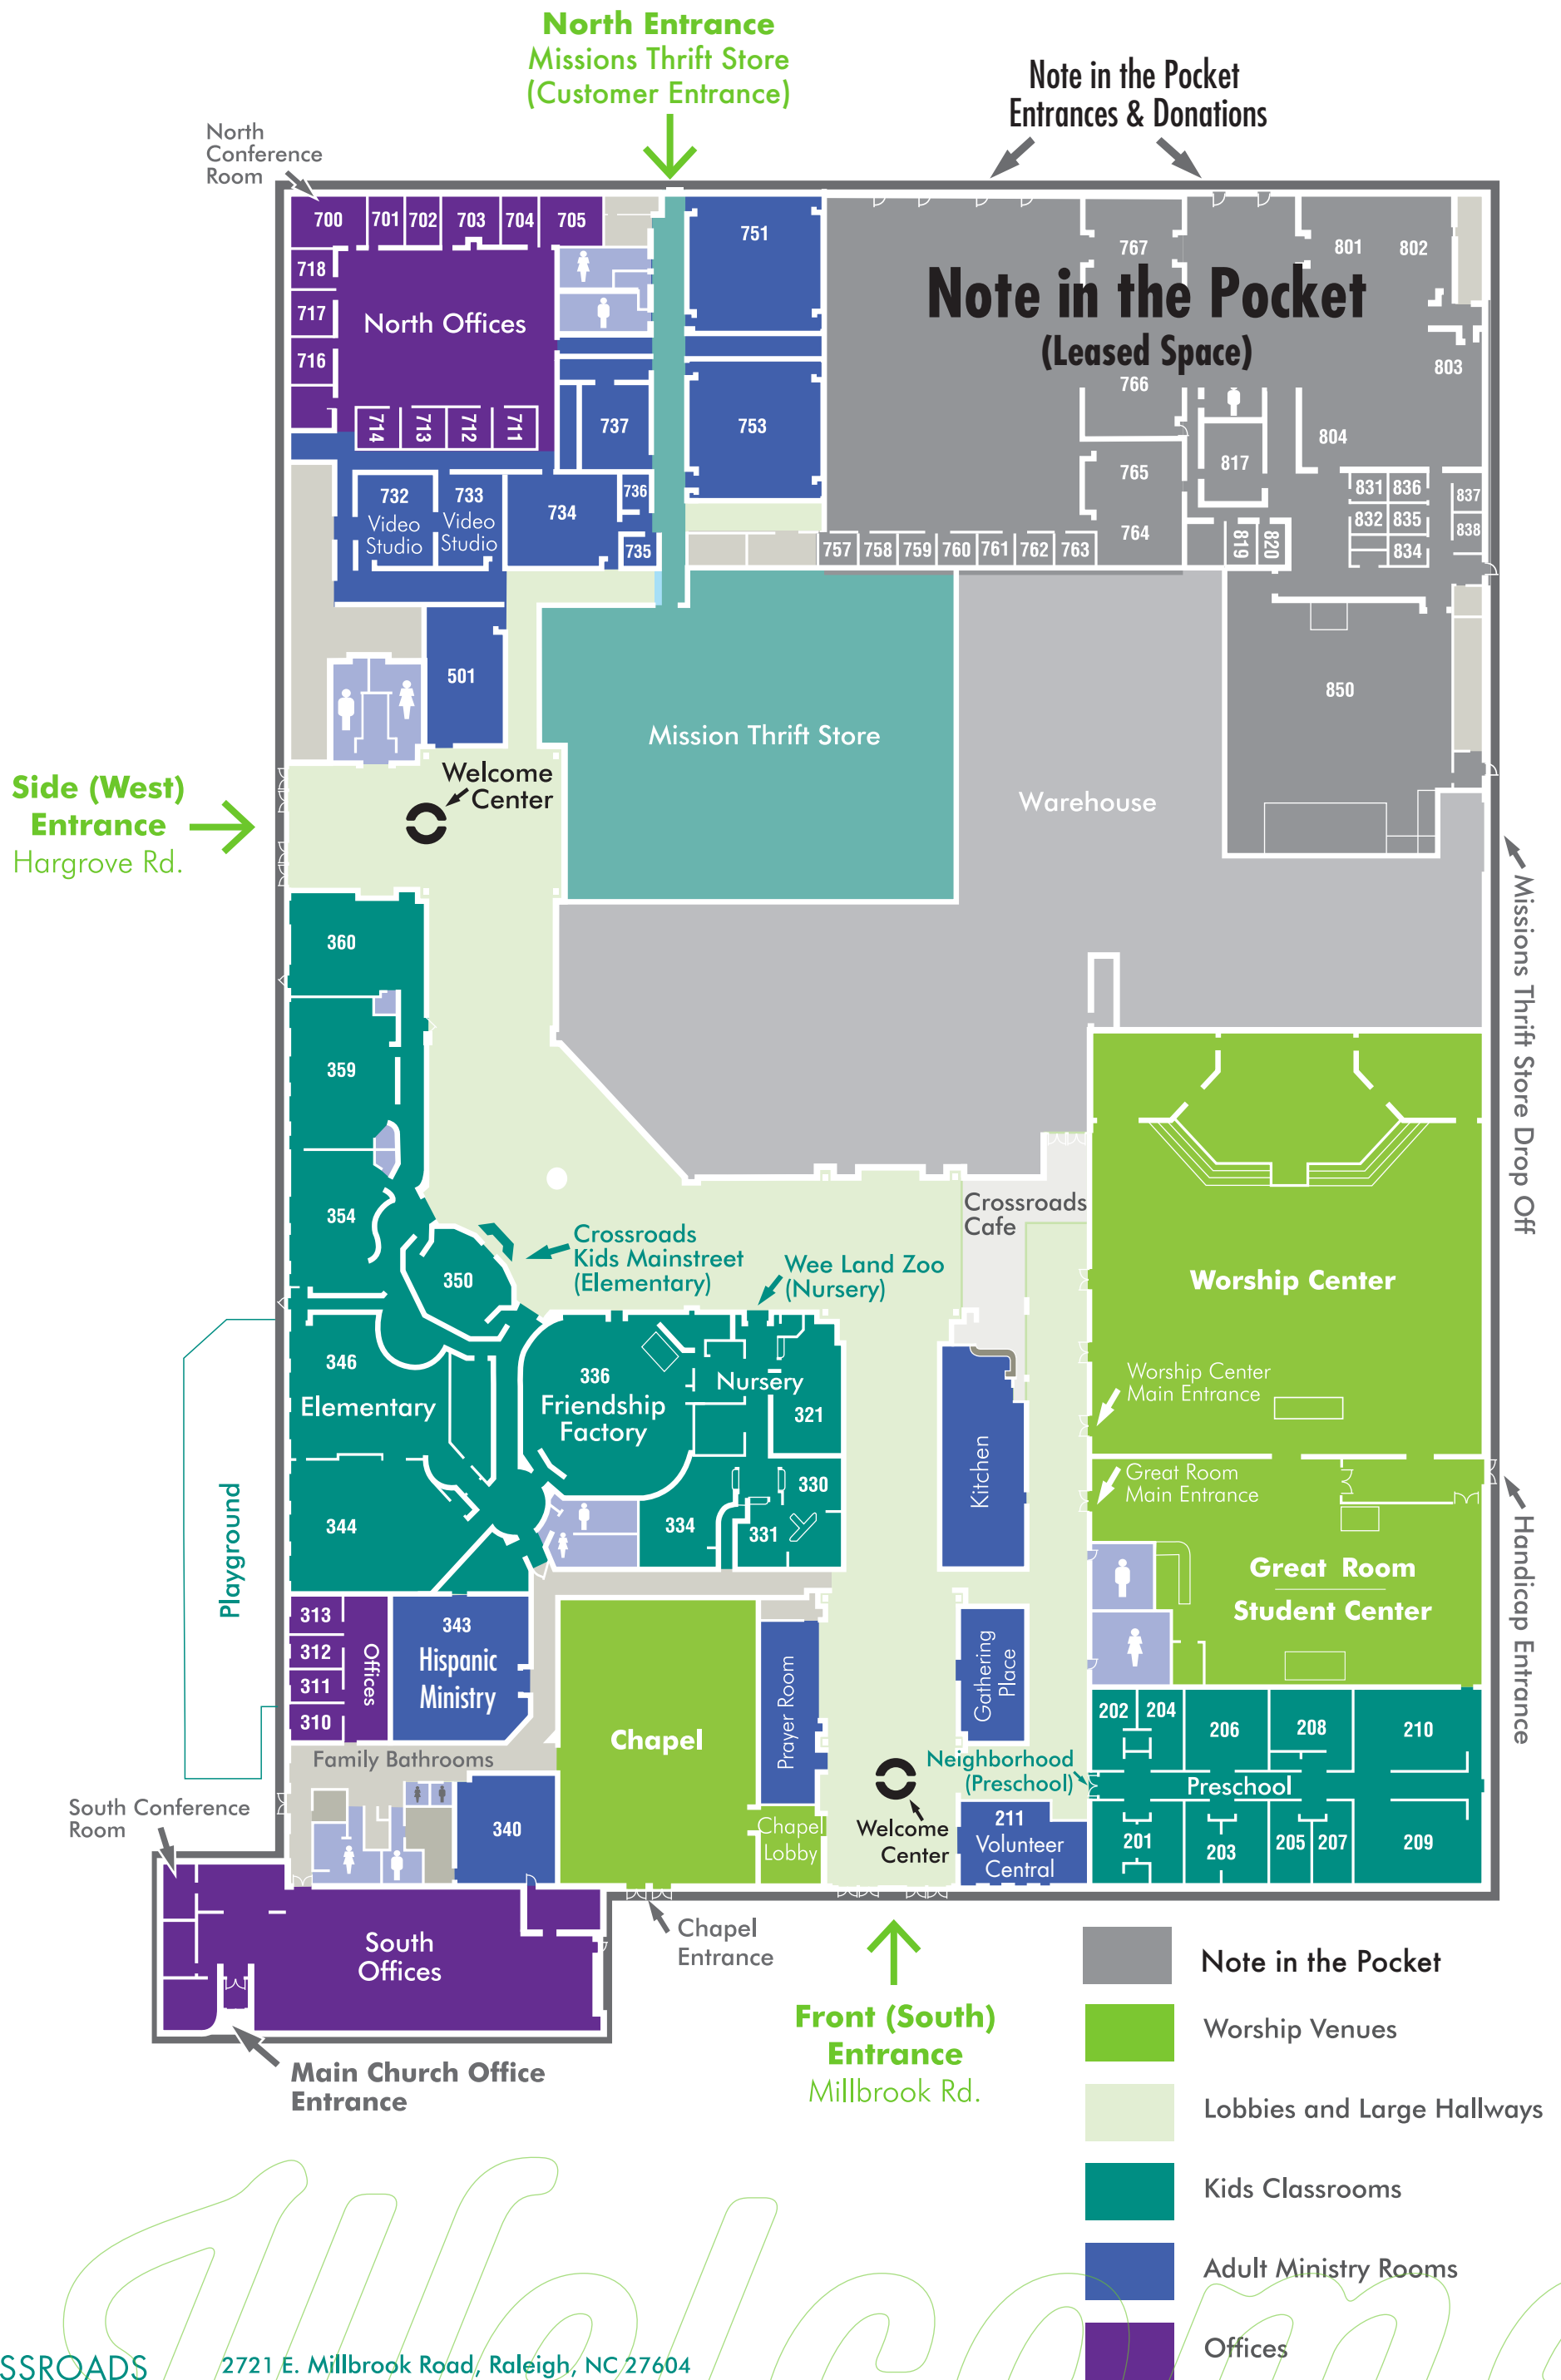 North Entrance
Missions Thrift Store
(Customer Entrance)
Note in the Pocket
Entrances & Donations
North
Conference
Room
700
701
702
703
704
705
751
767
801
802
718
717
716
North Offices
Note in the Pocket
(Leased Space)
766
803
714
713
712
711
737
753
804
765
817
732
Video
Studio
733
Video
Studio
734
736
735
764
831
836
837
832
835
838
834
757
758
759
760
761
762
763
819
820
501
Mission Thrift Store
850
Warehouse
Welcome
Center
Side (West)
Entrance
Hargrove Rd.
Missions Thrift Store Drop Off
360
359
354
350
Crossroads
Kids Mainstreet
(Elementary)
Wee Land Zoo
(Nursery)
Crossroads
Cafe
Worship Center
346
Elementary
336
Friendship
Factory
Nursery
321
Worship Center
Main Entrance
Kitchen
Great Room
Main Entrance
330
334
331
344
Playground
Great Room
Student Center
Handicap Entrance
313
312
311
310
Offices
343
Hispanic
Ministry
Chapel
Prayer Room
Gathering
Place
202
204
206
208
210
Family Bathrooms
Neighborhood
(Preschool)
Preschool
South Conference
Room
340
Chapel
Lobby
Welcome
Center
211
Volunteer
Central
201
203
205
207
209
South
Offices
Chapel
Entrance
Main Church Office
Entrance
Front (South)
Entrance
Millbrook Rd.
Note in the Pocket
Worship Venues
Lobbies and Large Hallways
Kids Classrooms
Adult Ministry Rooms
Offices
SSROADS
2721 E. Millbrook Road, Raleigh, NC 27604